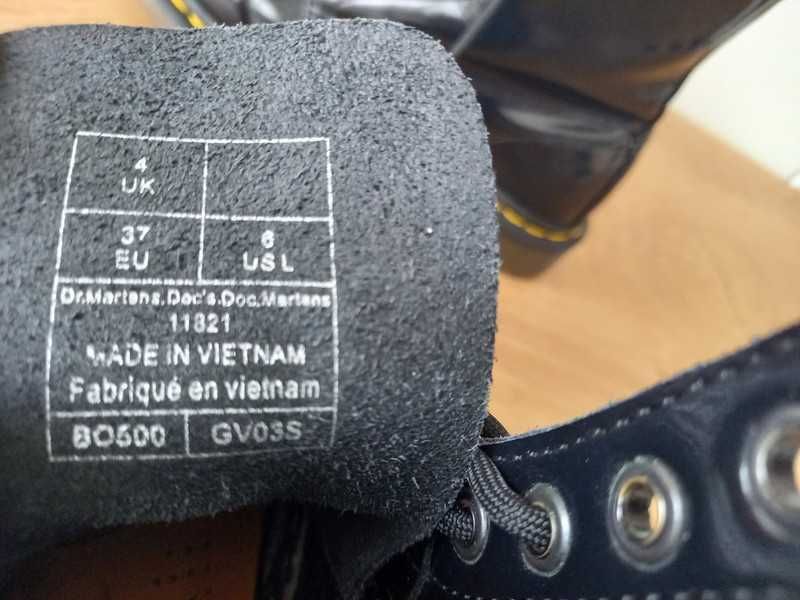 4
UK
37
EU
6
US L
Dr.Martens.Doc's.Doc.Martens
11821
MADE IN VIETNAM
Fabriqué en vietnam
BO500
GV03S